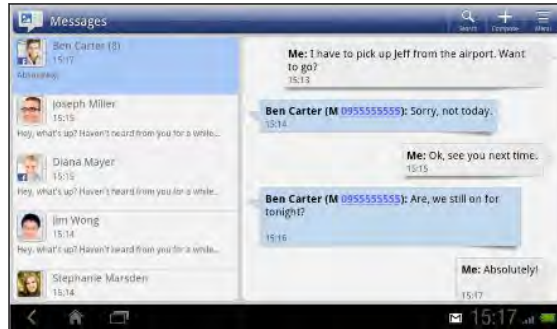 Messages
Search Compose Menu
Ben Carter (8)
15:17
Absolutely!
Joseph Miller
15:15
Hey, what's up? Haven't heard from you for a while...
Diana Mayer
15:15
Hey, what's up? Haven't heard from you for a while...
Jim Wong
15:14
Hey, what's up? Haven't heard from you for a while...
Stephanie Marsden
15:14
Me: I have to pick up Jeff from the airport. Want
to go?
15:13
Ben Carter (M 0955555555): Sorry, not today.
15:14
Me: Ok, see you next time.
15:15
Ben Carter (M 0955555555): Are, we still on for
tonight?
15:16
Me: Absolutely!
15:17
15:17